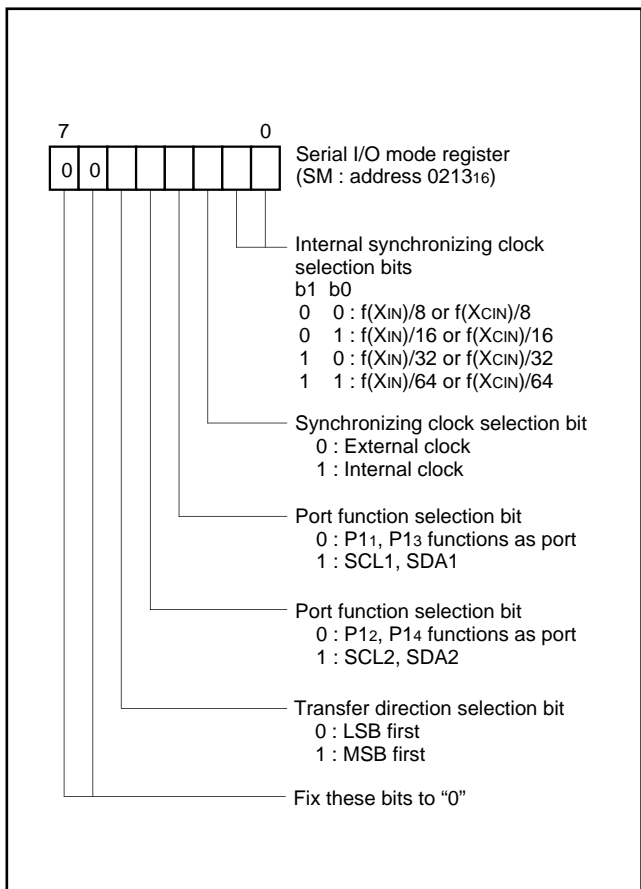 7 0
0 0
Serial I/O mode register
(SM : address 021316)
Internal synchronizing clock
selection bits
b1 b0
0 0 : f(XIN)/8 or f(XCIN)/8
0 1 : f(XIN)/16 or f(XCIN)/16
1 0 : f(XIN)/32 or f(XCIN)/32
1 1 : f(XIN)/64 or f(XCIN)/64
Synchronizing clock selection bit
0 : External clock
1 : Internal clock
Port function selection bit
0 : P11, P13 functions as port
1 : SCL1, SDA1
Port function selection bit
0 : P12, P14 functions as port
1 : SCL2, SDA2
Transfer direction selection bit
0 : LSB first
1 : MSB first
Fix these bits to “0”